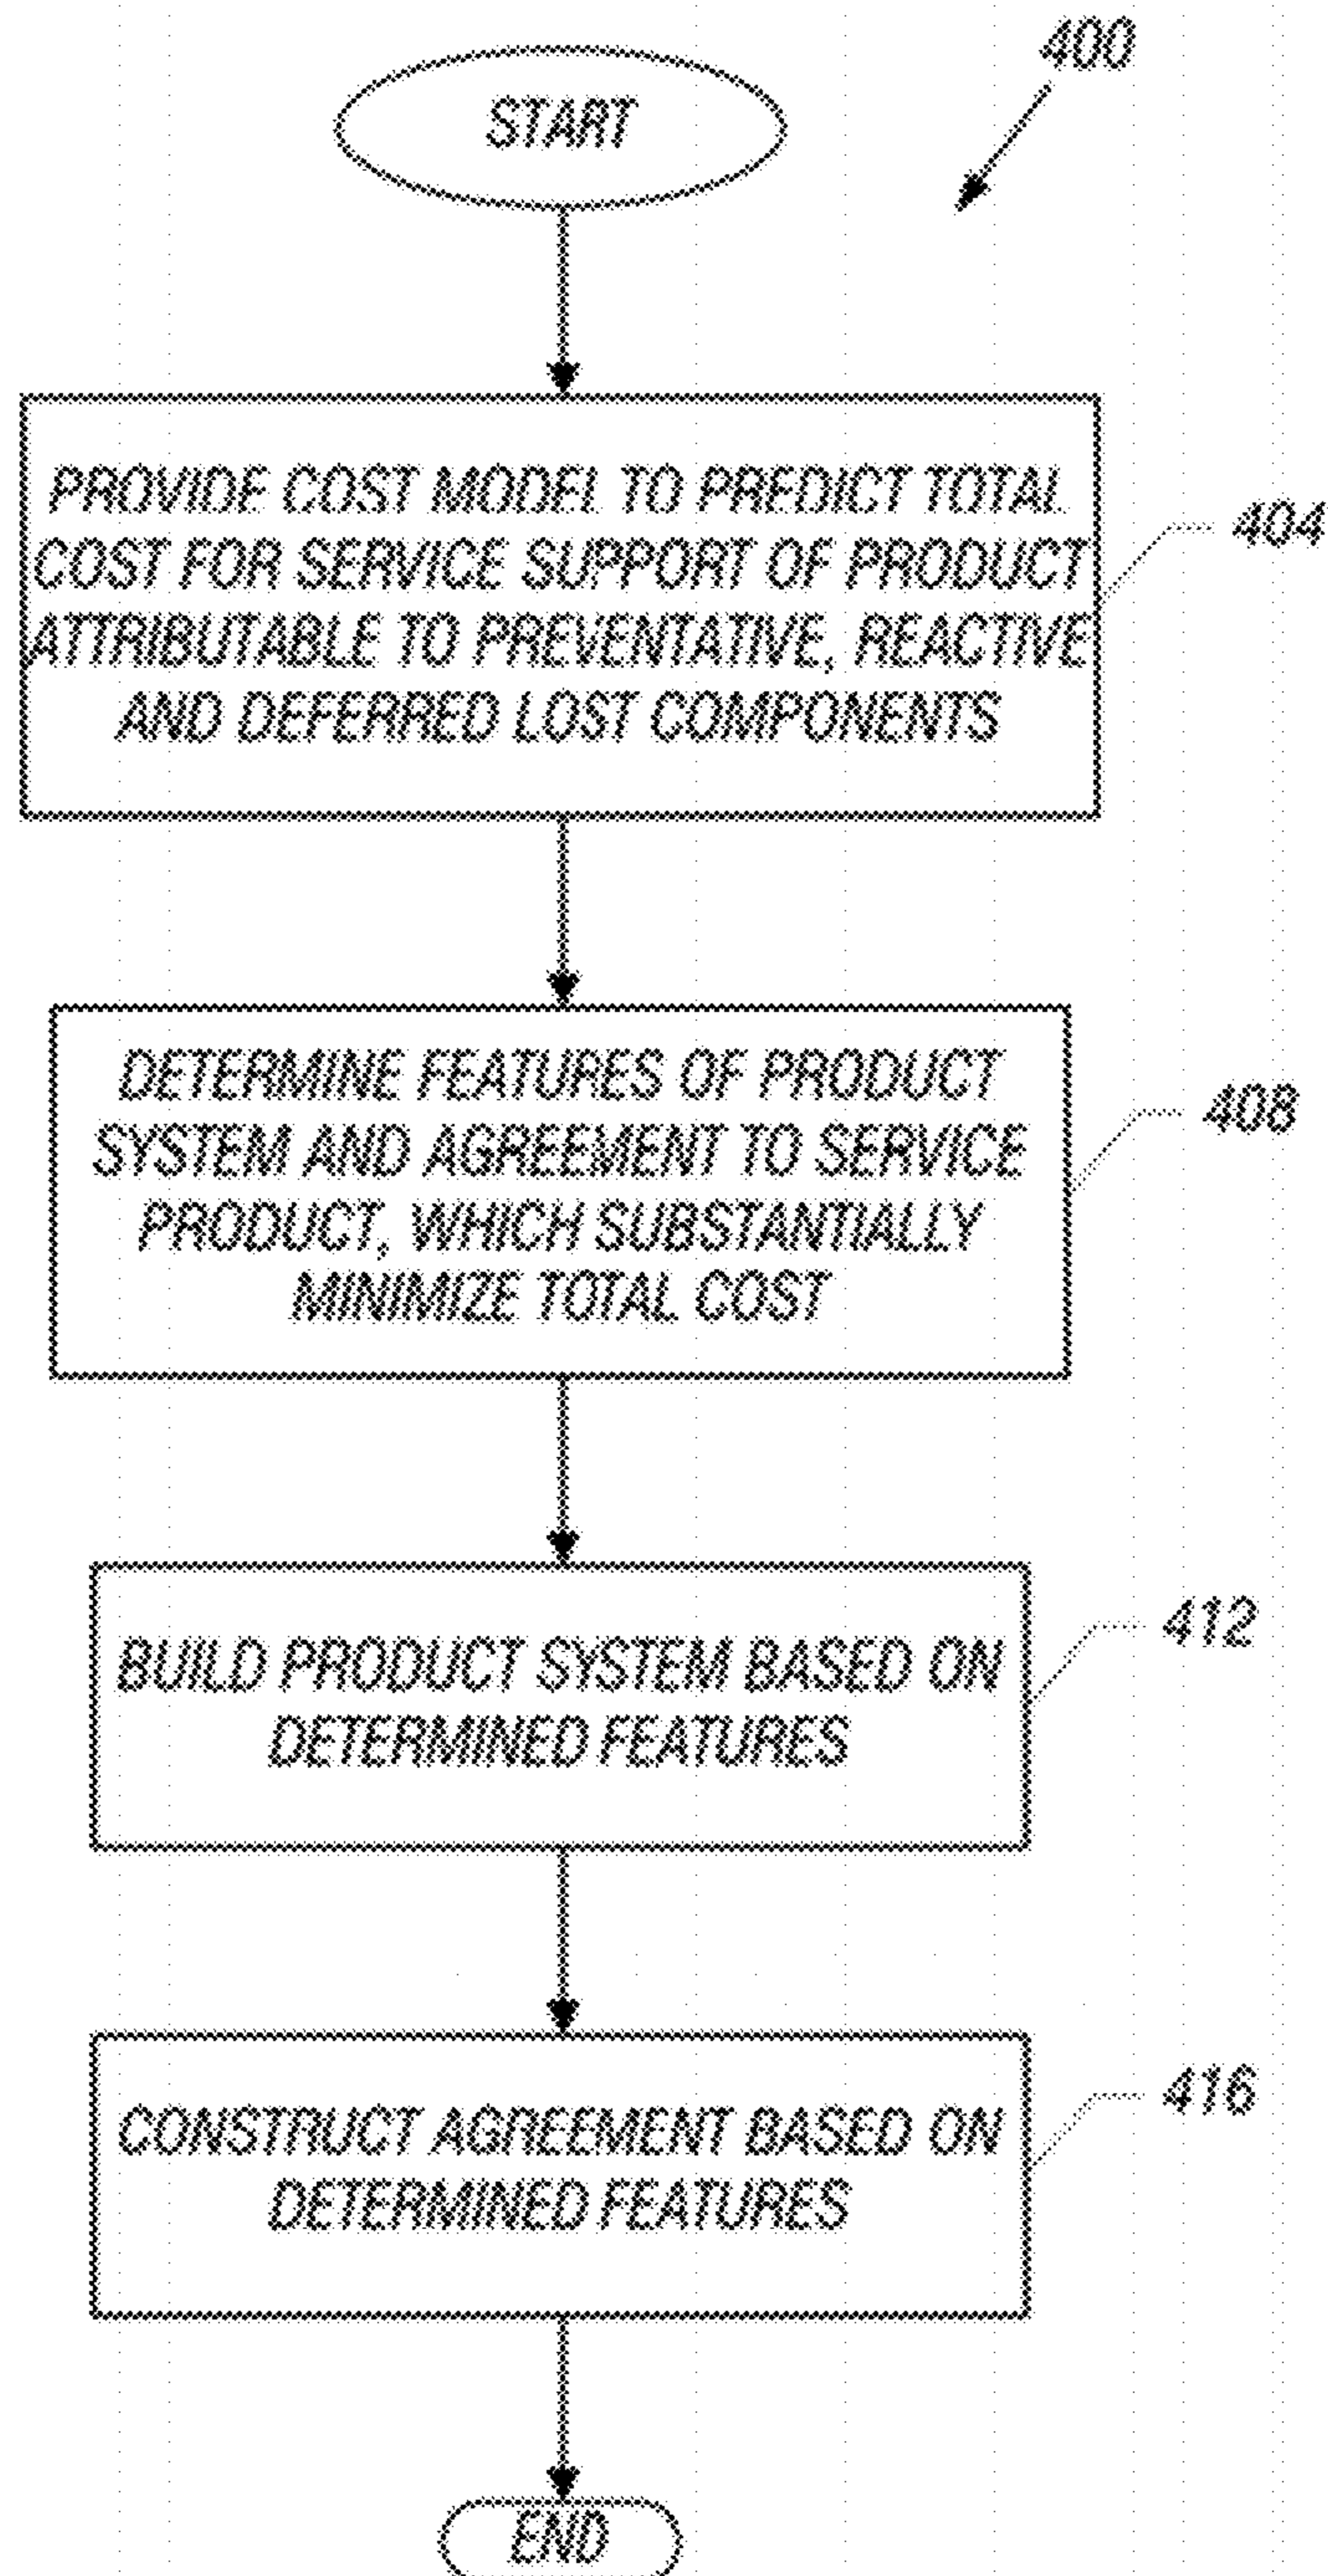 400
START
PROVIDE COST MODEL TO PREDICT TOTAL
COST FOR SERVICE SUPPORT OF PRODUCT
ATTRIBUTABLE TO PREVENTATIVE, REACTIVE
AND DEFERRED LOST COMPONENTS
404
DETERMINE FEATURES OF PRODUCT
SYSTEM AND AGREEMENT TO SERVICE
PRODUCT, WHICH SUBSTANTIALLY
MINIMIZE TOTAL COST
408
BUILD PRODUCT SYSTEM BASED ON
DETERMINED FEATURES
412
CONSTRUCT AGREEMENT BASED ON
DETERMINED FEATURES
416
END